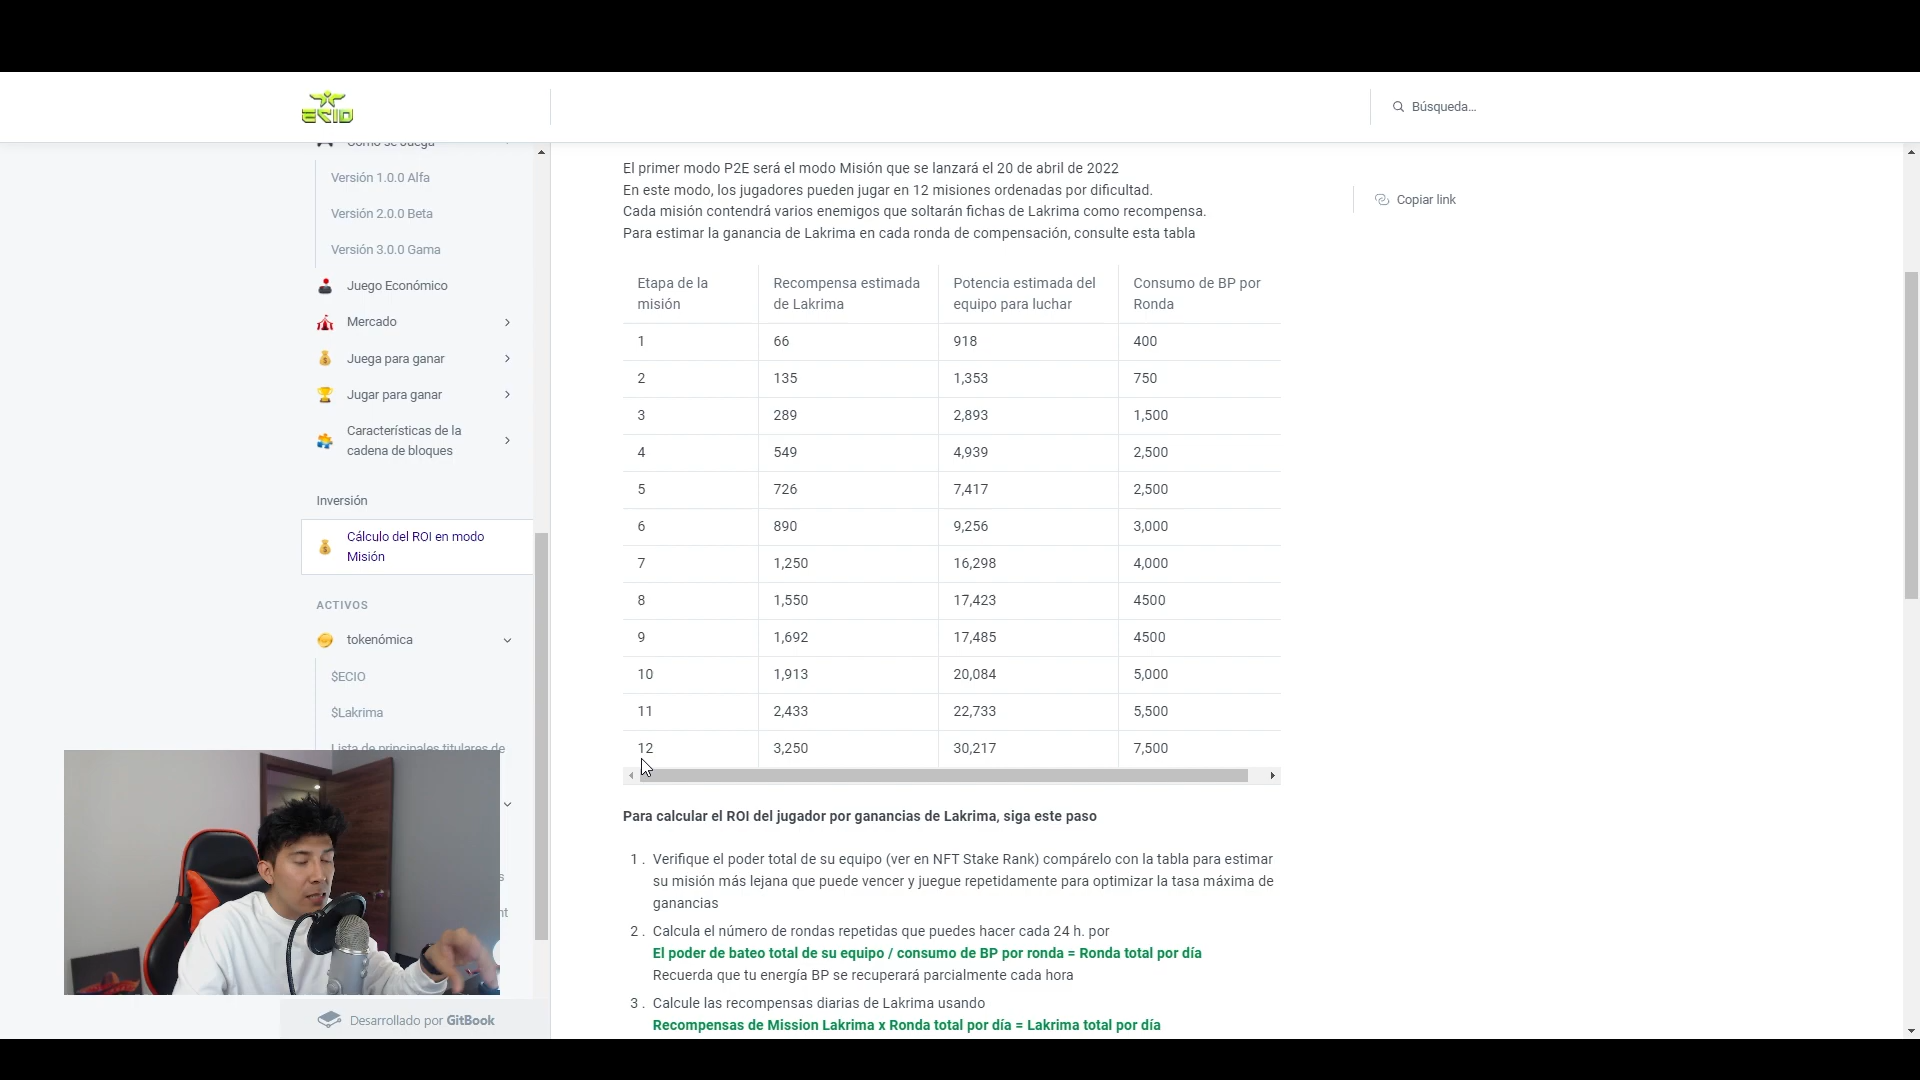 ECIO
Búsqueda...
Cómo se Juega
Versión 1.0.0 Alfa
Versión 2.0.0 Beta
Versión 3.0.0 Gama
Juego Económico
Mercado
Juega para ganar
Jugar para ganar
Características de la
cadena de bloques
Inversión
Cálculo del ROI en modo
Misión
ACTIVOS
tokenómica
$ECIO
$Lakrima
Lista de principales titulares de
s
nt
Desarrollado por GitBook
El primer modo P2E será el modo Misión que se lanzará el 20 de abril de 2022
En este modo, los jugadores pueden jugar en 12 misiones ordenadas por dificultad.
Cada misión contendrá varios enemigos que soltarán fichas de Lakrima como recompensa.
Para estimar la ganancia de Lakrima en cada ronda de compensación, consulte esta tabla
Copiar link
Etapa de la misión Recompensa estimada de Lakrima Potencia estimada del equipo para luchar Consumo de BP por Ronda
1 66 918 400
2 135 1,353 750
3 289 2,893 1,500
4 549 4,939 2,500
5 726 7,417 2,500
6 890 9,256 3,000
7 1,250 16,298 4,000
8 1,550 17,423 4500
9 1,692 17,485 4500
10 1,913 20,084 5,000
11 2,433 22,733 5,500
12 3,250 30,217 7,500
Para calcular el ROI del jugador por ganancias de Lakrima, siga este paso
1. Verifique el poder total de su equipo (ver en NFT Stake Rank) compárelo con la tabla para estimar
su misión más lejana que puede vencer y juegue repetidamente para optimizar la tasa máxima de
ganancias
2. Calcula el número de rondas repetidas que puedes hacer cada 24 h. por
El poder de bateo total de su equipo / consumo de BP por ronda = Ronda total por día
Recuerda que tu energía BP se recuperará parcialmente cada hora
3. Calcule las recompensas diarias de Lakrima usando
Recompensas de Mission Lakrima x Ronda total por día = Lakrima total por día